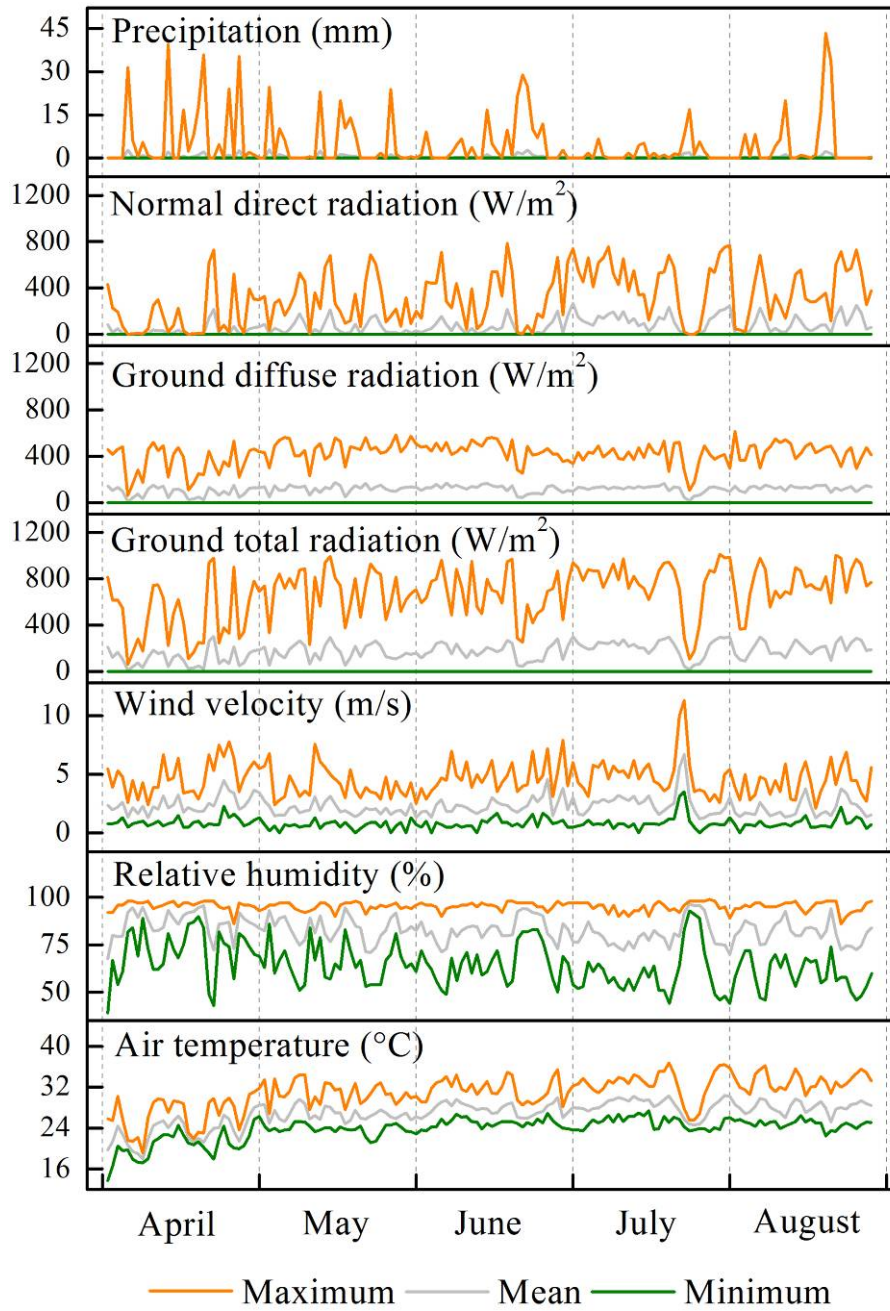 Precipitation (mm)
45
30
15
0
Normal direct radiation (W/m²)
1200
800
400
0
Ground diffuse radiation (W/m²)
1200
800
400
0
Ground total radiation (W/m²)
1200
800
400
0
Wind velocity (m/s)
10
5
0
Relative humidity (%)
100
75
50
Air temperature (°C)
40
32
24
16
April May June July August
Maximum Mean Minimum